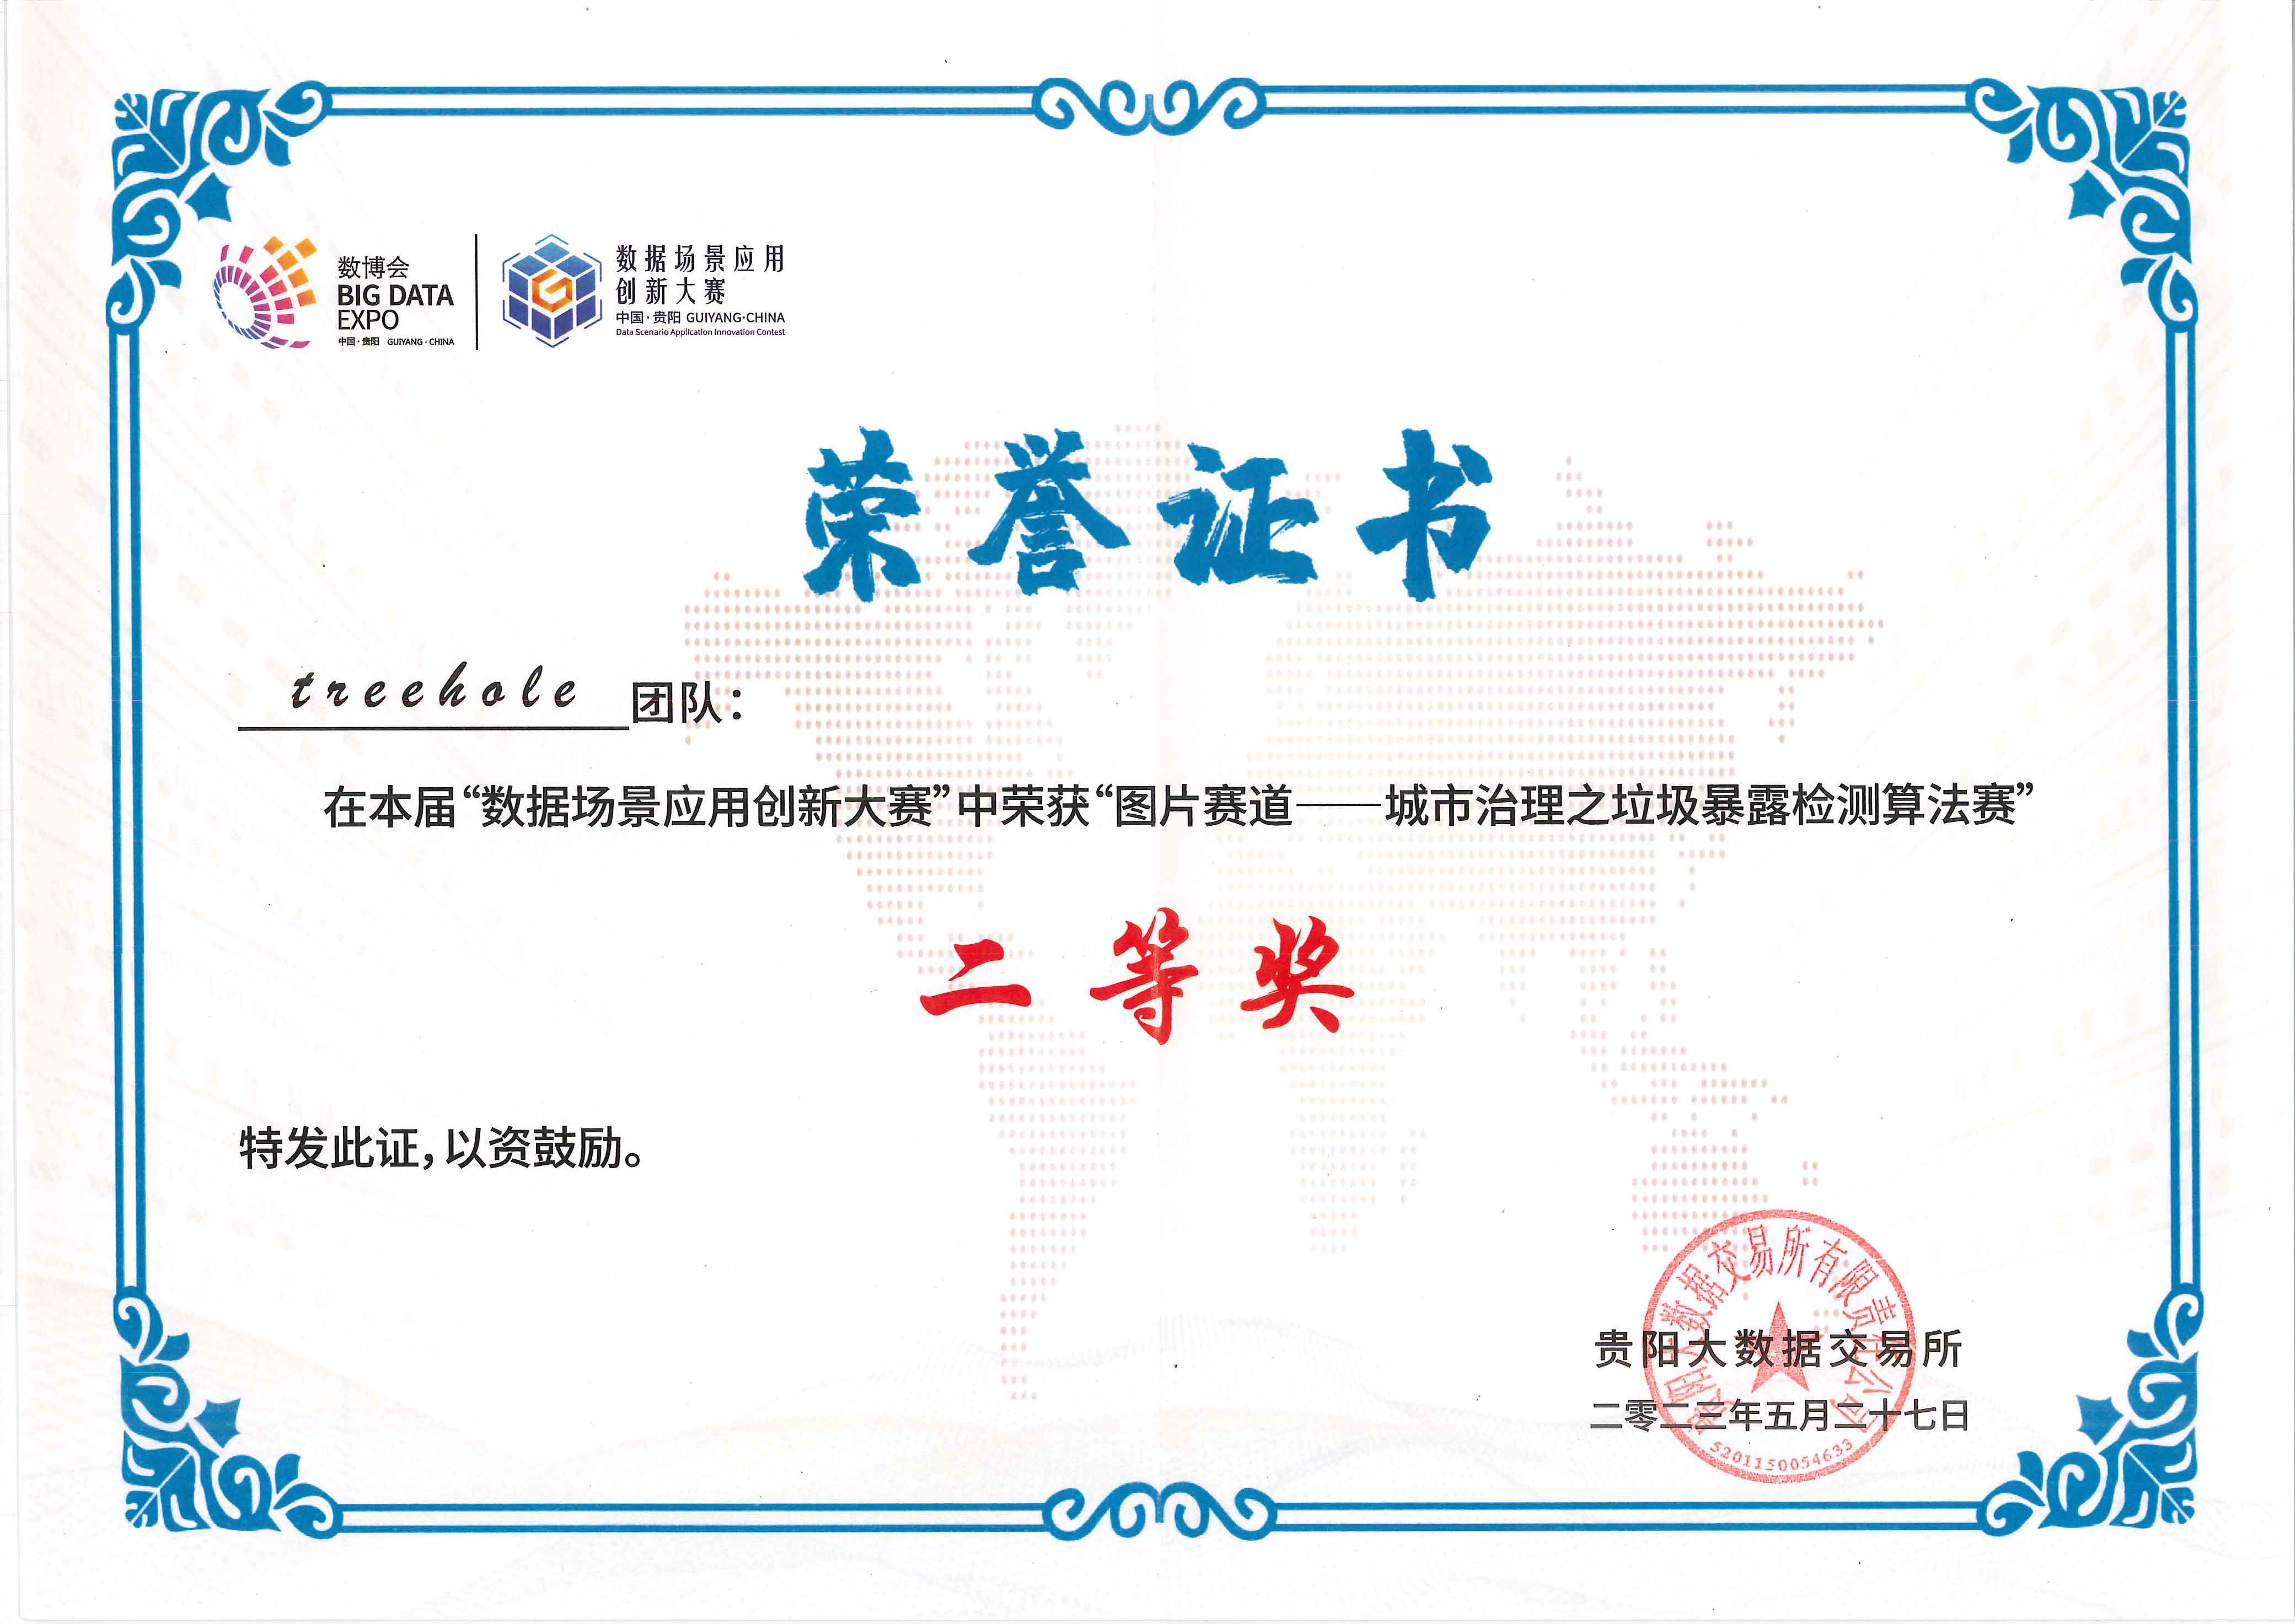 数博会
BIG DATA
EXPO
中国·贵阳 GUIYANG·CHINA
数据场景应用
创新大赛
中国·贵阳 GUIYANG·CHINA
Data Scenario Application Innovation Contest
荣誉证书
treehole 团队：
在本届“数据场景应用创新大赛”中荣获“图片赛道——城市治理之垃圾暴露检测算法赛”
二等奖
特发此证，以资鼓励。
贵阳大数据交易所有限责任公司
贵阳大数据交易所
二零二三年五月二十七日
5201150054633